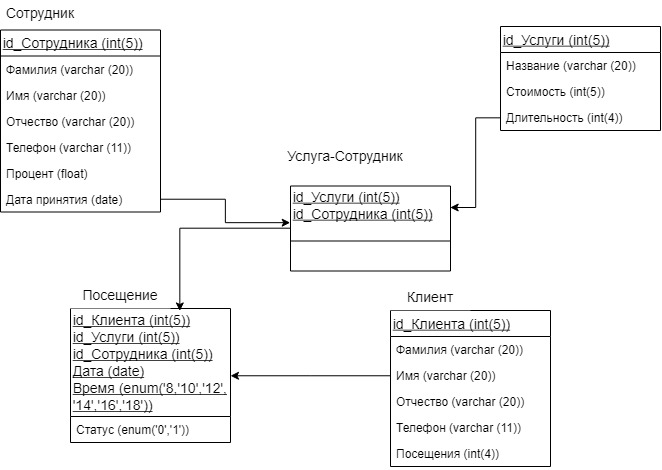 Сотрудник
id_Сотрудника (int(5))
Фамилия (varchar (20))
Имя (varchar (20))
Отчество (varchar (20))
Телефон (varchar (11))
Процент (float)
Дата принятия (date)
id_Услуги (int(5))
Название (varchar (20))
Стоимость (int(5))
Длительность (int(4))
Услуга-Сотрудник
id_Услуги (int(5))
id_Сотрудника (int(5))
Посещение
id_Клиента (int(5))
id_Услуги (int(5))
id_Сотрудника (int(5))
Дата (date)
Время (enum('8,'10','12',
'14','16','18'))
Статус (enum('0','1'))
Клиент
id_Клиента (int(5))
Фамилия (varchar (20))
Имя (varchar (20))
Отчество (varchar (20))
Телефон (varchar (11))
Посещения (int(4))